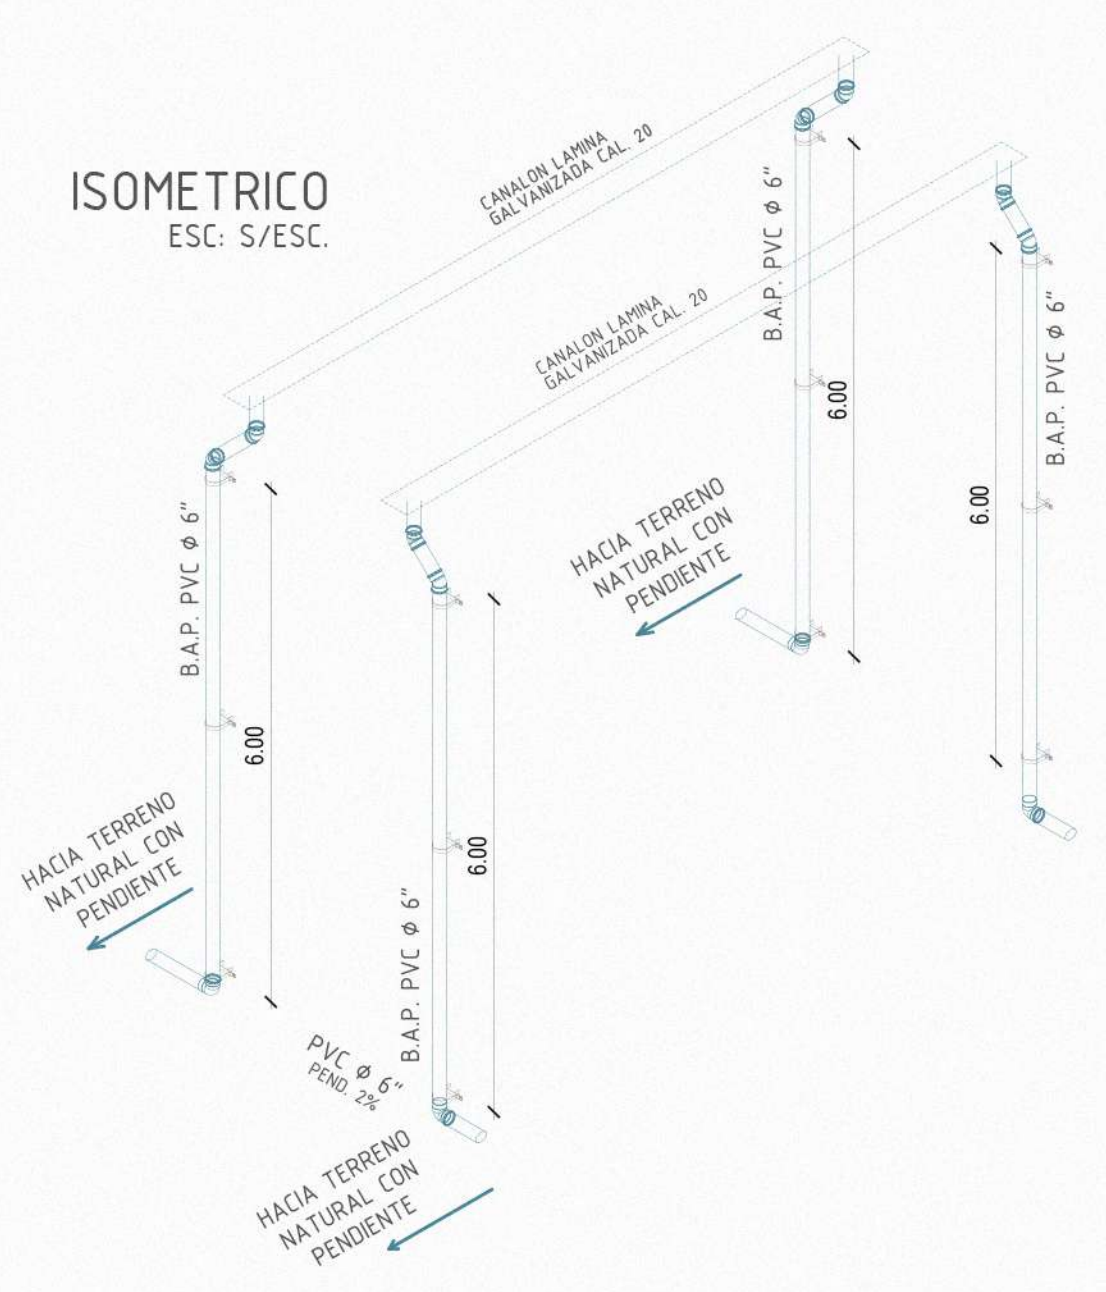 ISOMETRICO
ESC: S/ESC.
CANALON LAMINA
GALVANIZADA CAL. 20
CANALON LAMINA
GALVANIZADA CAL. 20
B.A.P. PVC ϕ 6"
6.00
B.A.P. PVC ϕ 6"
6.00
HACIA TERRENO
NATURAL CON
PENDIENTE
B.A.P. PVC ϕ 6"
6.00
HACIA TERRENO
NATURAL CON
PENDIENTE
B.A.P. PVC ϕ 6"
6.00
PVC ϕ 6"
PEND. 2%
HACIA TERRENO
NATURAL CON
PENDIENTE